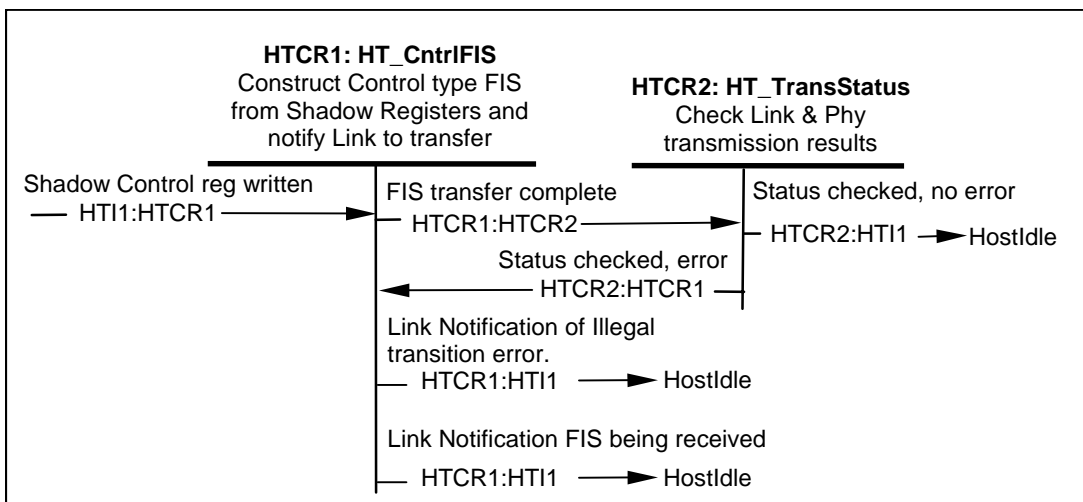 HTCR1: HT_CntrlFIS
Construct Control type FIS
from Shadow Registers and
notify Link to transfer
HTCR2: HT_TransStatus
Check Link & Phy
transmission results
Shadow Control reg written
HTI1:HTCR1
FIS transfer complete
HTCR1:HTCR2
Status checked, no error
HTCR2:HTI1
HostIdle
Status checked, error
HTCR2:HTCR1
Link Notification of Illegal
transition error.
HTCR1:HTI1
HostIdle
Link Notification FIS being received
HTCR1:HTI1
HostIdle